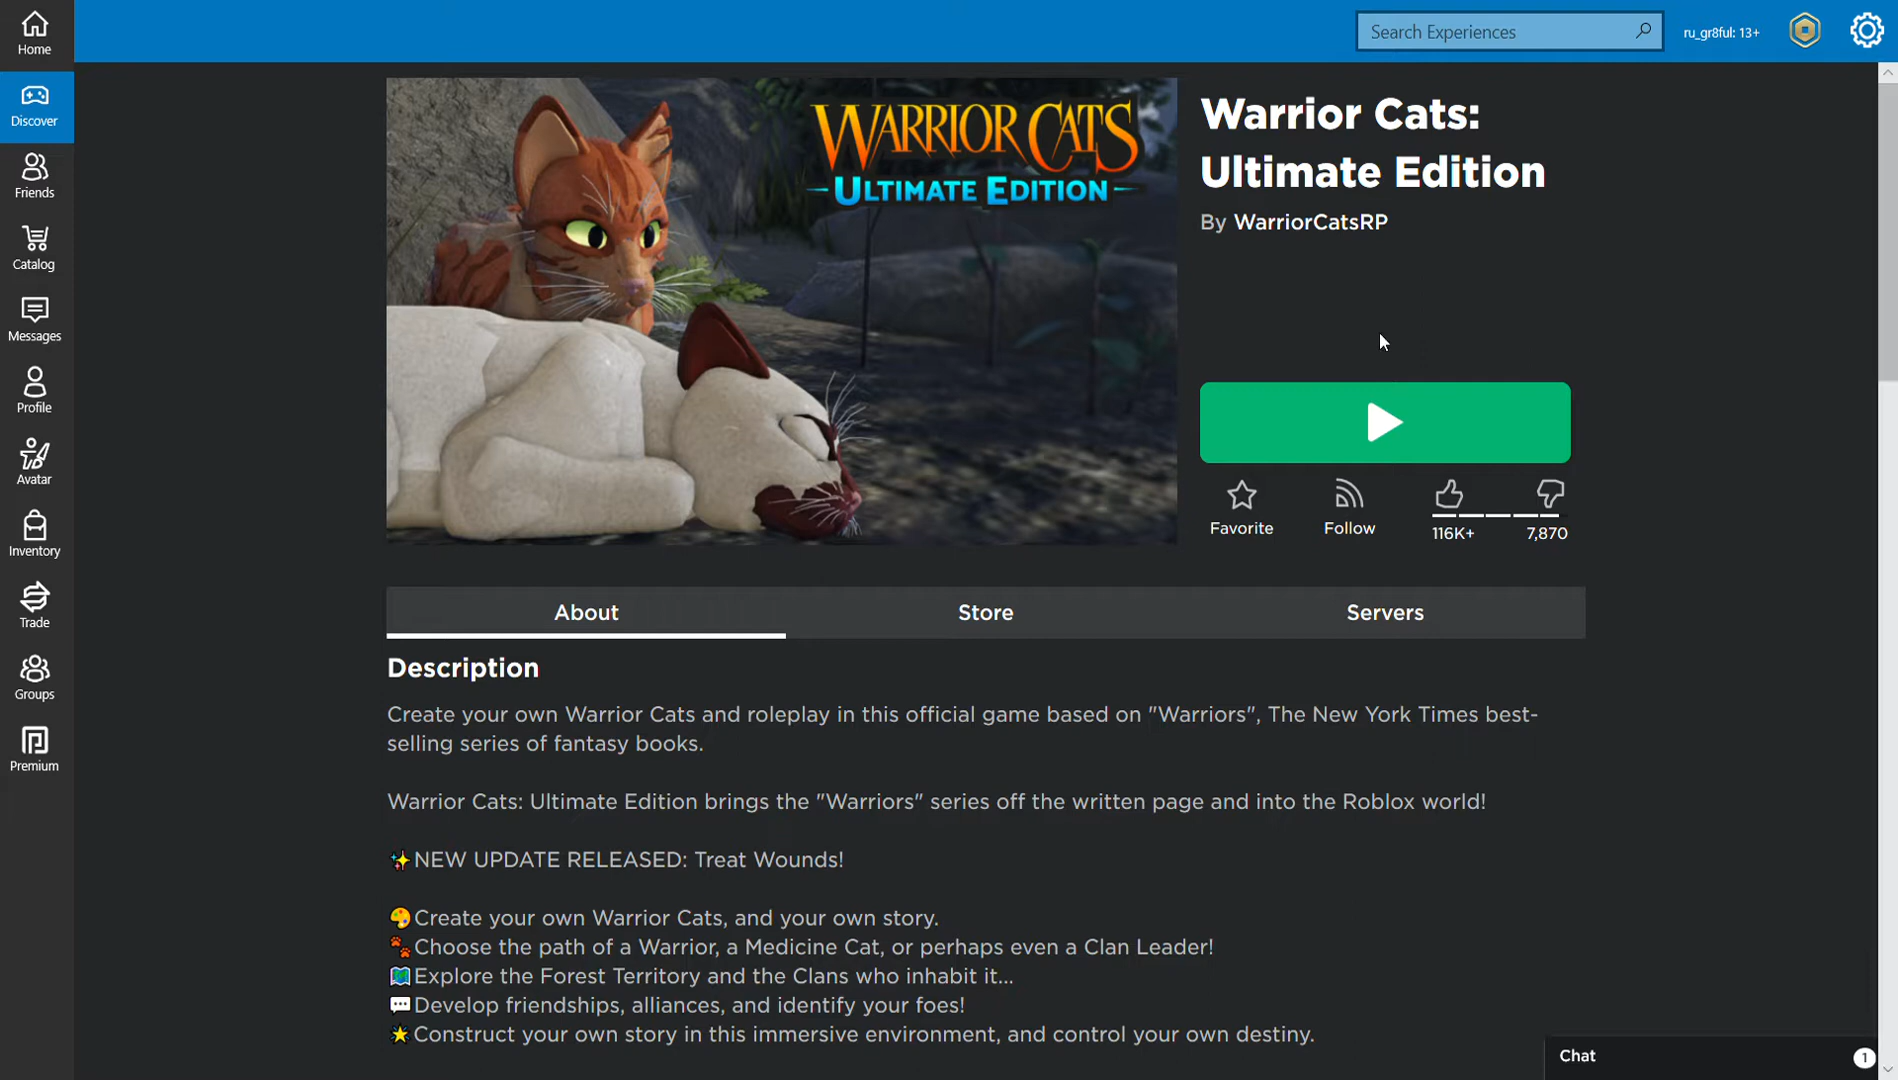 Home
Discover
Friends
Catalog
Messages
Profile
Avatar
Inventory
Trade
Groups
Premium
Search Experiences
ru_gr8ful: 13+
WARRIOR CATS
ULTIMATE EDITION
Warrior Cats:
Ultimate Edition
By WarriorCatsRP
Favorite
Follow
116K+
7,870
About
Store
Servers
Description
Create your own Warrior Cats and roleplay in this official game based on "Warriors", The New York Times best-
selling series of fantasy books.
Warrior Cats: Ultimate Edition brings the "Warriors" series off the written page and into the Roblox world!
✨NEW UPDATE RELEASED: Treat Wounds!
🎨Create your own Warrior Cats, and your own story.
🐾Choose the path of a Warrior, a Medicine Cat, or perhaps even a Clan Leader!
🗺️Explore the Forest Territory and the Clans who inhabit it...
💬Develop friendships, alliances, and identify your foes!
🌟Construct your own story in this immersive environment, and control your own destiny.
Chat
1